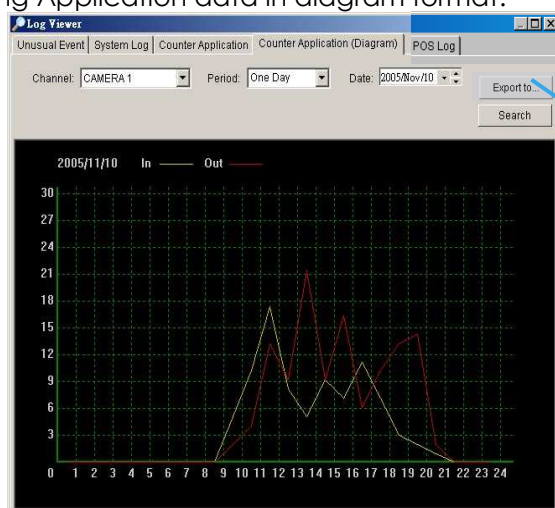 ng Application data in diagram format.
Log Viewer
Unusual Event System Log Counter Application Counter Application (Diagram) POS Log
Channel: CAMERA 1 Period: One Day Date: 2005/Nov/10
Export to...
Search
2005/11/10 In Out
30
27
24
21
18
15
12
9
6
3
0 1 2 3 4 5 6 7 8 9 10 11 12 13 14 15 16 17 18 19 20 21 22 23 24